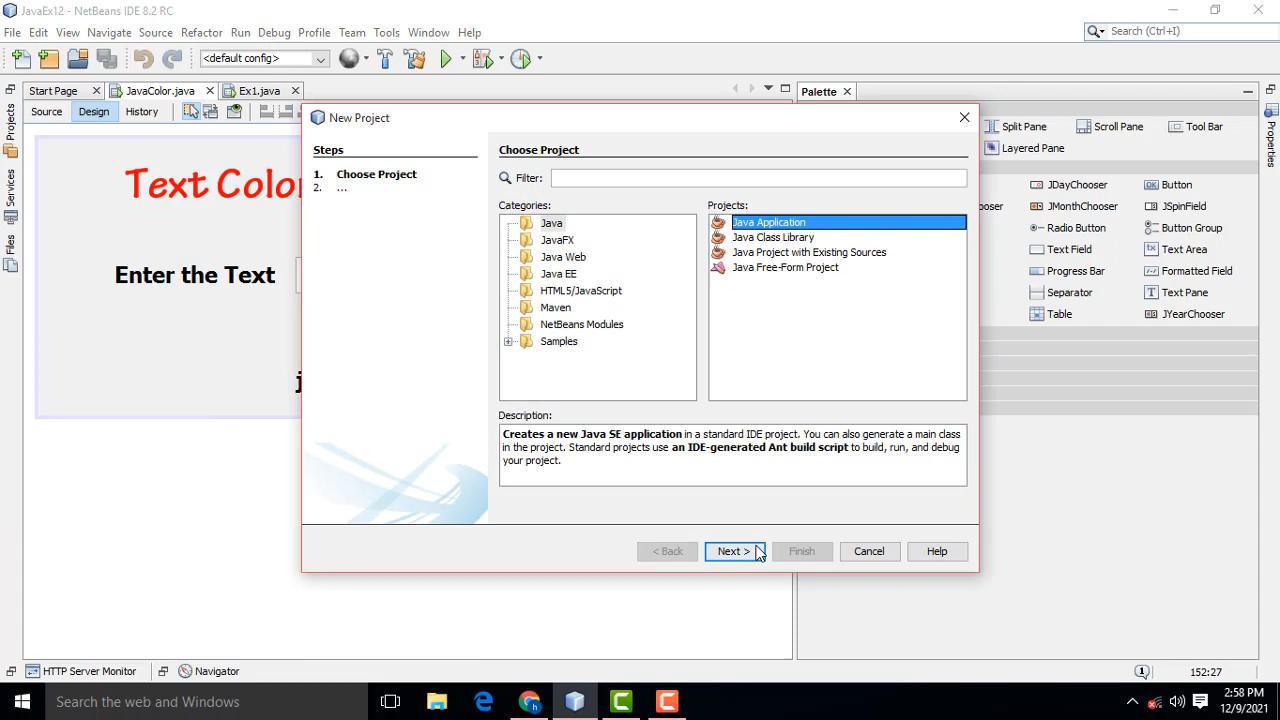 JavaEx12 - NetBeans IDE 8.2 RC
File Edit View Navigate Source Refactor Run Debug Profile Team Tools Window Help
Search (Ctrl+I)
<default config>
Start Page
JavaColor.java
Ex1.java
Palette
Source Design History
Projects
Services
Files
Properties
Text Color
Enter the Text
New Project
Steps
1. Choose Project
2. ...
Choose Project
Filter:
Categories:
Java
JavaFX
Java Web
Java EE
HTML5/JavaScript
Maven
NetBeans Modules
Samples
Projects:
Java Application
Java Class Library
Java Project with Existing Sources
Java Free-Form Project
Description:
Creates a new Java SE application in a standard IDE project. You can also generate a main class
in the project. Standard projects use an IDE-generated Ant build script to build, run, and debug
your project.
< Back Next > Finish Cancel Help
Split Pane Scroll Pane Tool Bar
Layered Pane
JDayChooser Button
JMonthChooser JSpinField
Radio Button Button Group
Text Field Text Area
Progress Bar Formatted Field
Separator Text Pane
Table JYearChooser
HTTP Server Monitor Navigator
1 152:27
Search the web and Windows
2:58 PM
12/9/2021